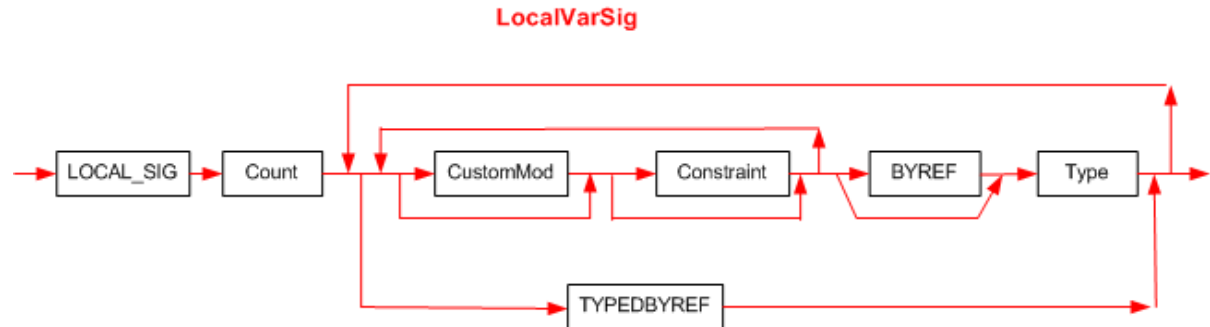 LocalVarSig
LOCAL_SIG
Count
CustomMod
Constraint
BYREF
Type
TYPEDBYREF